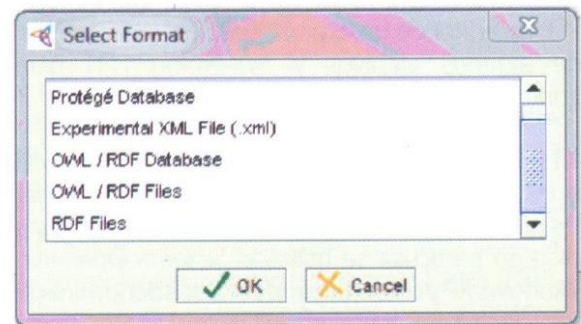 Select Format
Protégé Database
Experimental XML File (.xml)
OWL / RDF Database
OWL / RDF Files
RDF Files
OK
Cancel